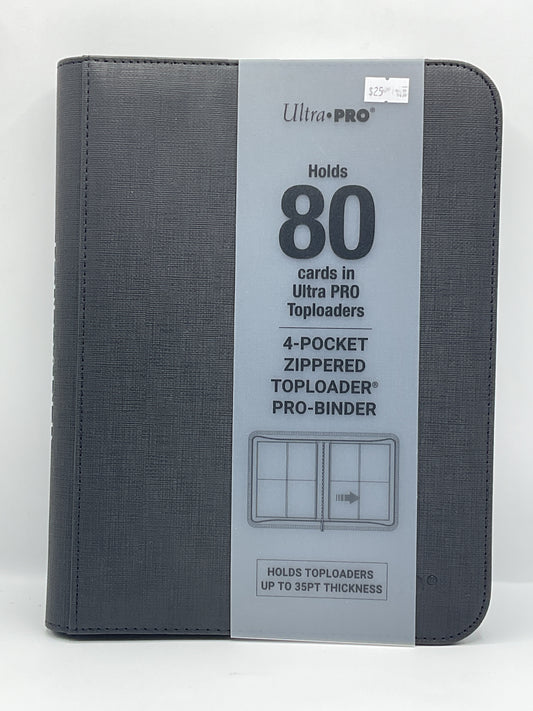 $25
Ultra•PRO®
Holds
80
cards in
Ultra PRO
Toploaders
4-POCKET
ZIPPERED
TOPLOADER®
PRO-BINDER
HOLDS TOPLOADERS
UP TO 35PT THICKNESS